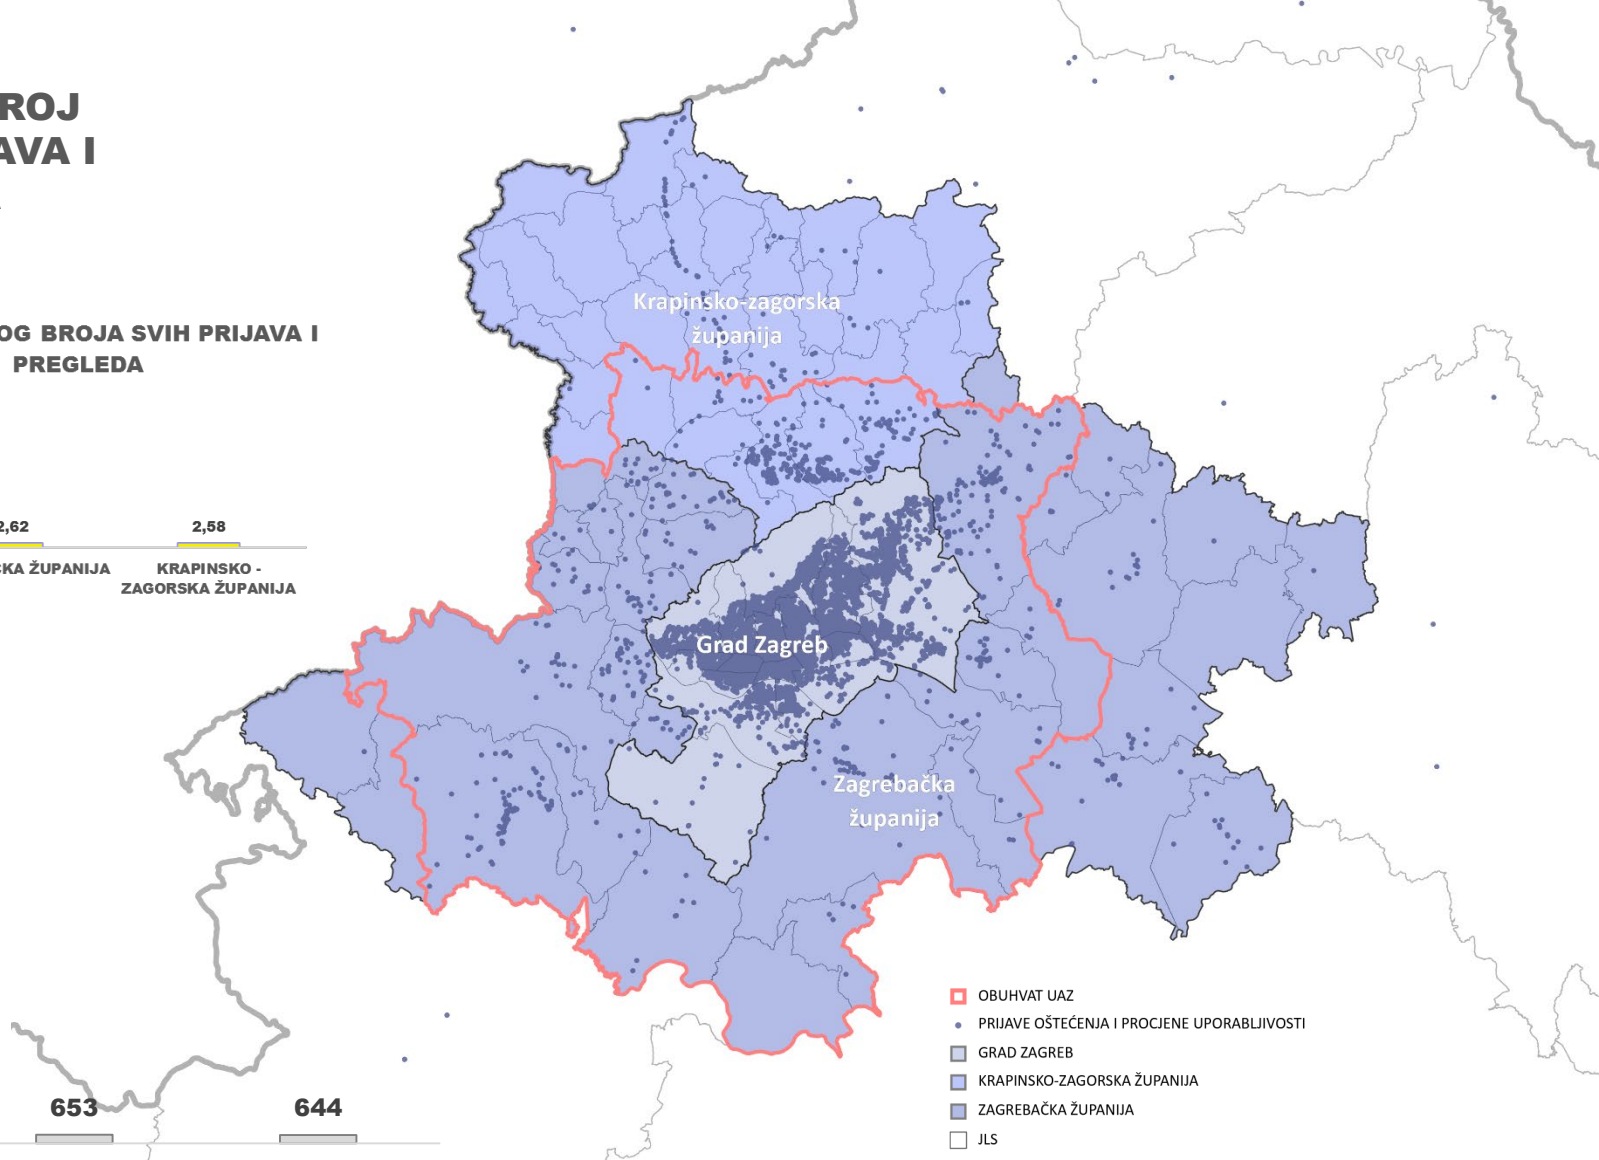 ROJ
AVA I
OG BROJA SVIH PRIJAVA I
PREGLEDA
2,62
2,58
KA ŽUPANIJA
KRAPINSKO -
ZAGORSKA ŽUPANIJA
Krapinsko-zagorska
županija
Grad Zagreb
Zagrebačka
županija
653
644
OBUHVAT UAZ
PRIJAVE OŠTEĆENJA I PROCJENE UPORABLJIVOSTI
GRAD ZAGREB
KRAPINSKO-ZAGORSKA ŽUPANIJA
ZAGREBAČKA ŽUPANIJA
JLS